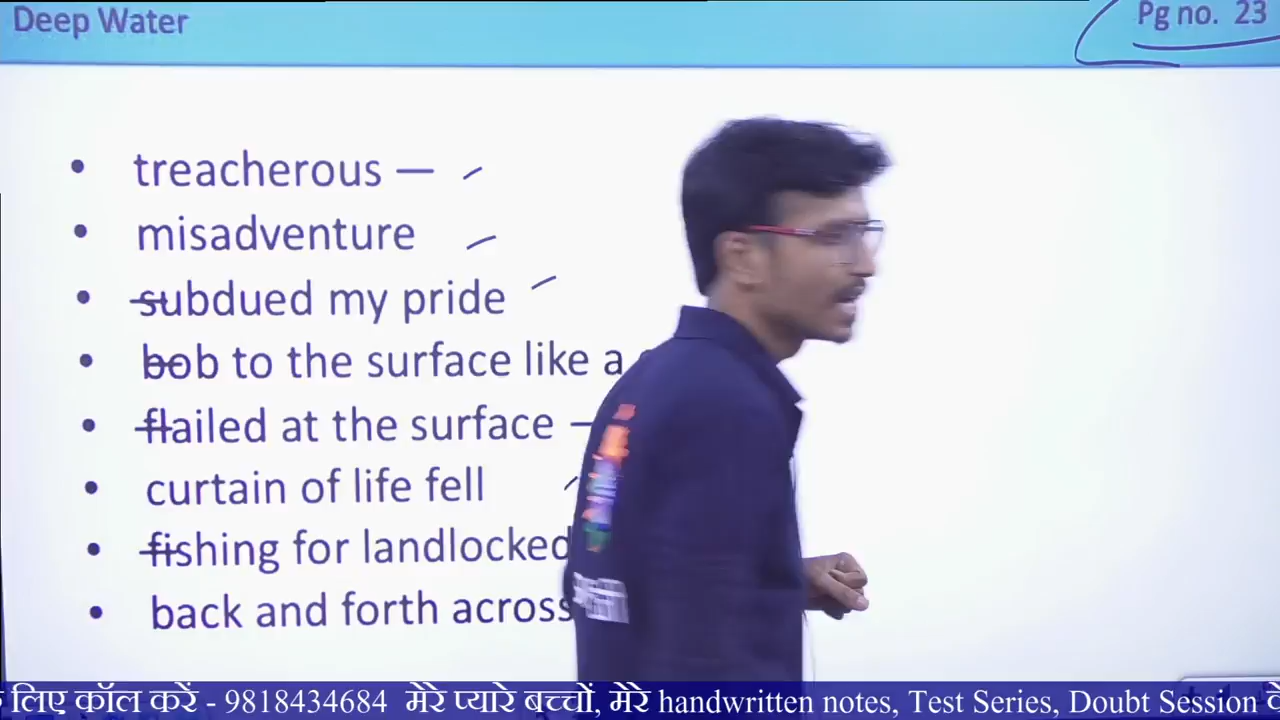 Deep Water
Pg no. 23
• treacherous —
• misadventure
• subdued my pride
• bob to the surface like a
• flailed at the surface –
• curtain of life fell
• fishing for landlocked
• back and forth across
लिए कॉल करें - 9818434684 मेरे प्यारे बच्चों, मेरे handwritten notes, Test Series, Doubt Session